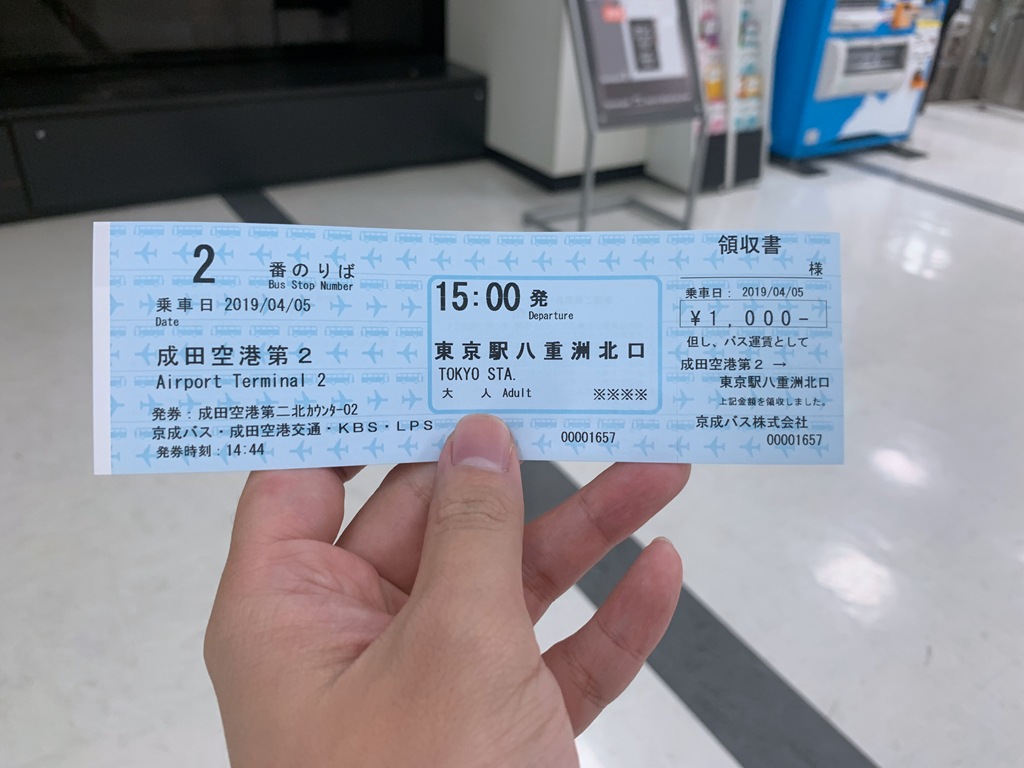 2 番のりば
Bus Stop Number
乗車日 2019/04/05
Date
成田空港第2
Airport Terminal 2
発券：成田空港第二北カウンター02
京成バス・成田空港交通・KBS・LPS
発券時刻：14:44
15:00 発
Departure
東京駅八重洲北口
TOKYO STA.
大人 Adult ※※※※
00001657
領収書
様
乗車日： 2019/04/05
¥1,000-
但し、バス運賃として
成田空港第2 →
東京駅八重洲北口
上記金額を領収しました。
京成バス株式会社
00001657